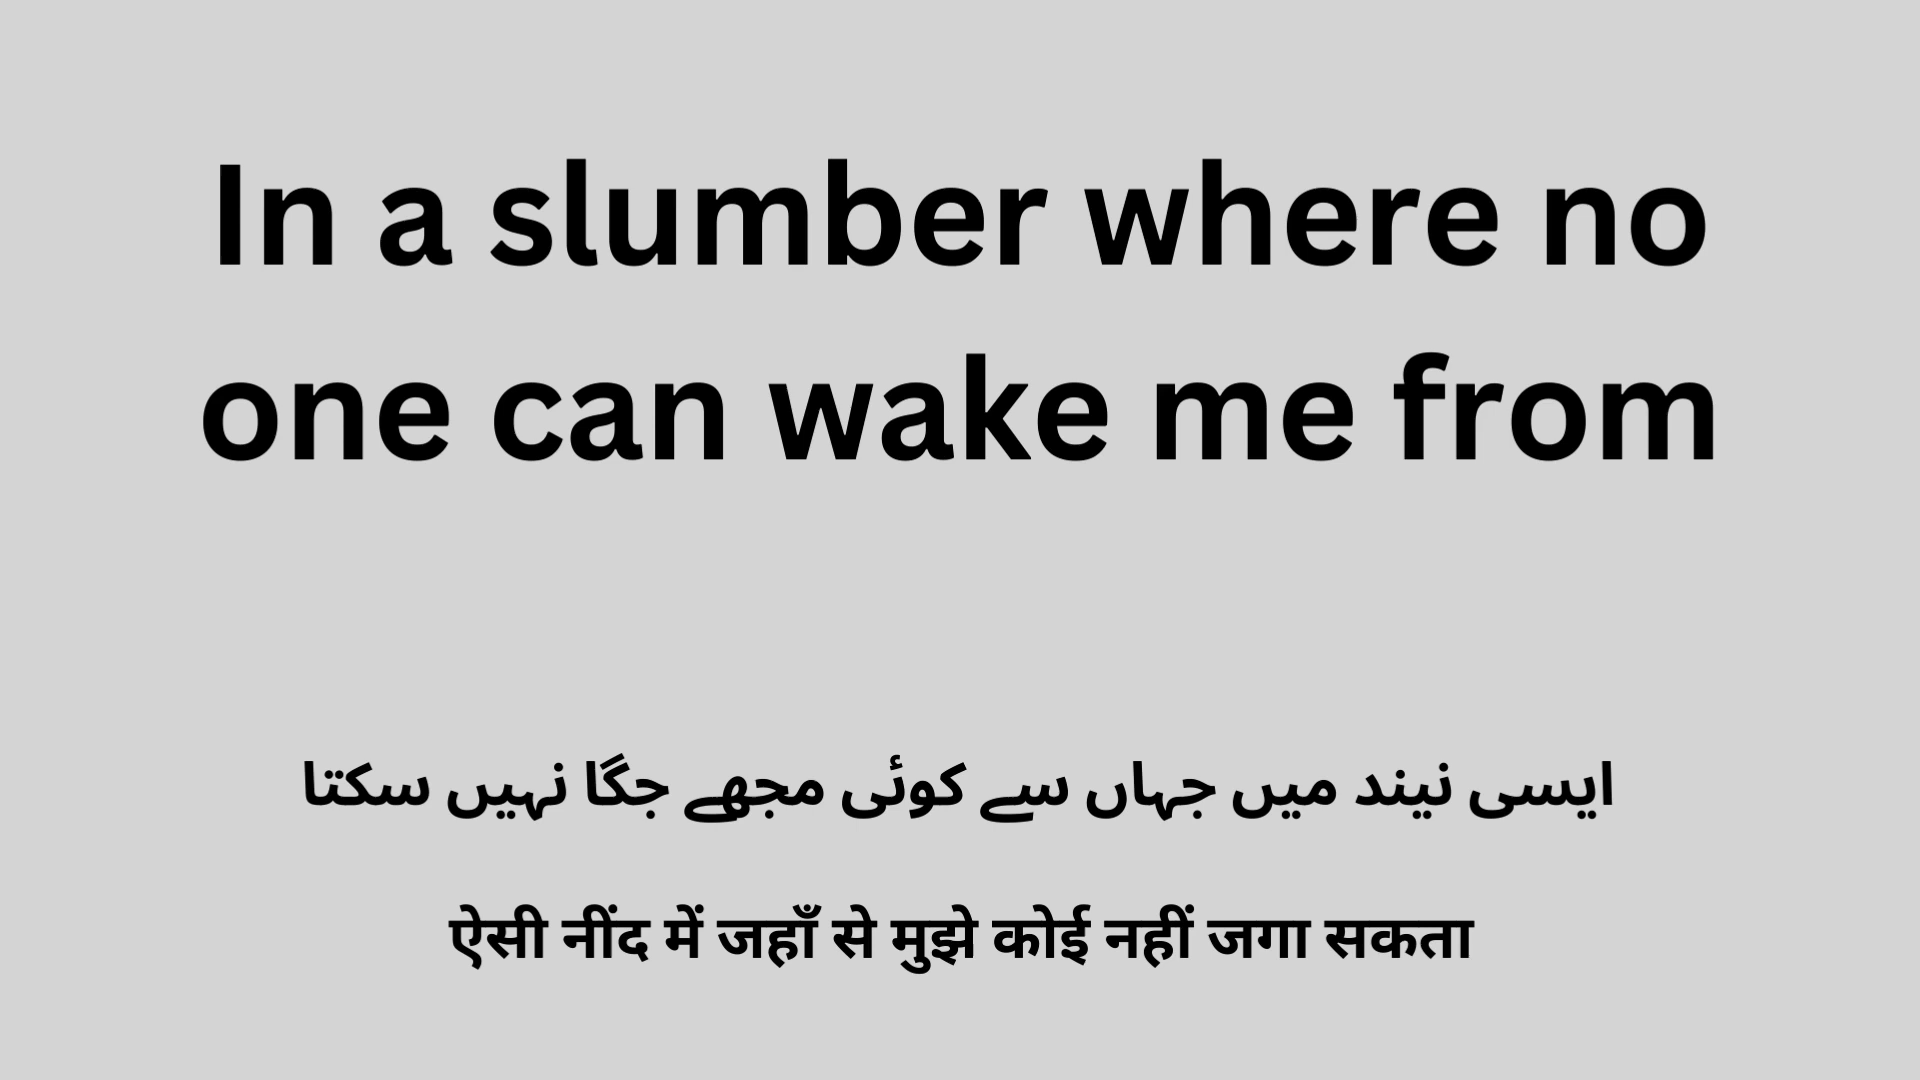 In a slumber where no
one can wake me from
ایسی نیند میں جہاں سے کوئی مجھے جگا نہیں سکتا
ऐसी नींद में जहाँ से मुझे कोई नहीं जगा सकता